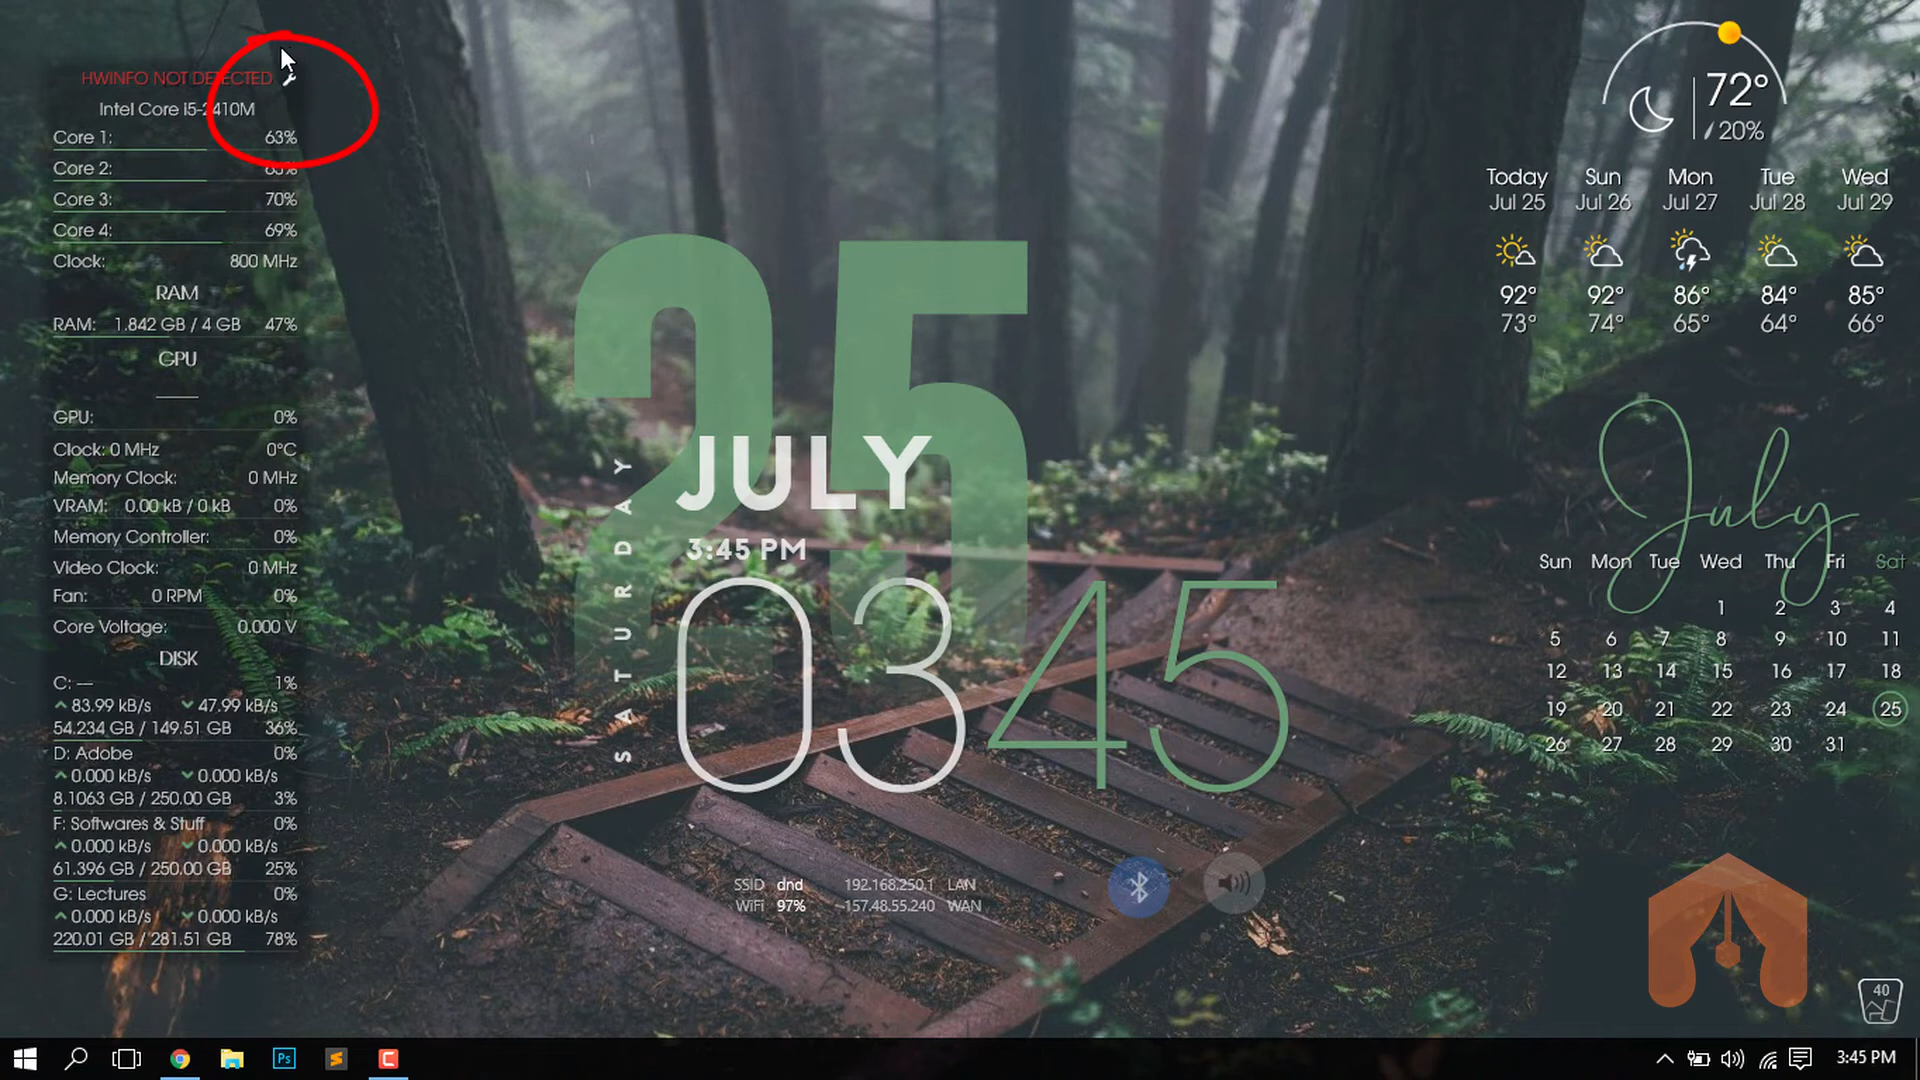 HWINFO NOT DETECTED
Intel Core i5-2410M
Core 1: 63%
Core 2:
Core 3: 70%
Core 4: 69%
Clock: 800 MHz
RAM
RAM: 1.842 GB / 4 GB 47%
GPU
GPU: 0%
Clock: 0 MHz 0°C
Memory Clock: 0 MHz
VRAM: 0.00 kB / 0 kB 0%
Memory Controller: 0%
Video Clock: 0 MHz
Fan: 0 RPM 0%
Core Voltage: 0.000 V
DISK
C: — 1%
83.99 kB/s 47.99 kB/s
54.234 GB / 149.51 GB 36%
D: Adobe 0%
0.000 kB/s 0.000 kB/s
8.1063 GB / 250.00 GB 3%
F: Softwares & Stuff 0%
0.000 kB/s 0.000 kB/s
61.396 GB / 250.00 GB 25%
G: Lectures 0%
0.000 kB/s 0.000 kB/s
220.01 GB / 281.51 GB 78%
25
SATURDAY
JULY
3:45 PM
03 45
SSID dnd 192.168.250.1 LAN
WiFi 97% 157.48.55.240 WAN
72°
20%
Today Sun Mon Tue Wed
Jul 25 Jul 26 Jul 27 Jul 28 Jul 29
92° 92° 86° 84° 85°
73° 74° 65° 64° 66°
July
Sun Mon Tue Wed Thu Fri Sat
1 2 3 4
5 6 7 8 9 10 11
12 13 14 15 16 17 18
19 20 21 22 23 24 25
26 27 28 29 30 31
40
Ps
3:45 PM